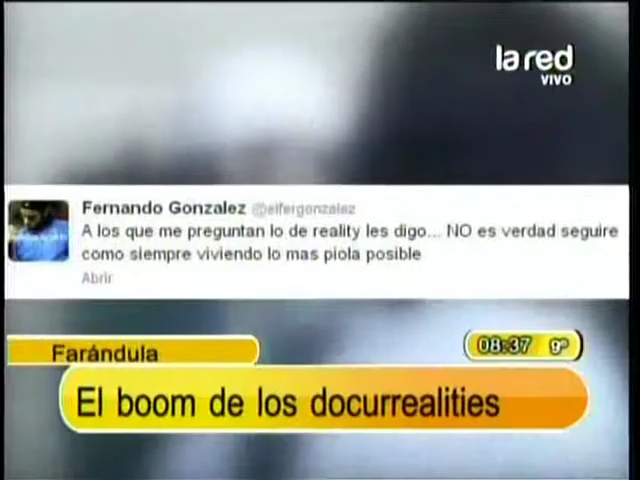 la red
VIVO
Fernando Gonzalez @elfergonzalez
A los que me preguntan lo de reality les digo... NO es verdad seguire
como siempre viviendo lo mas piola posible
Abrir
Farándula
08:37 9º
El boom de los docurrealities